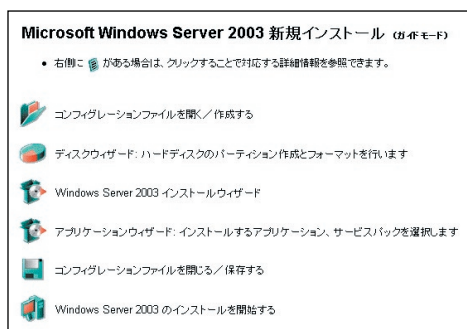 Microsoft Windows Server 2003 新規インストール (ガイドモード)
• 右側に がある場合は、クリックすることで対応する詳細情報を参照できます。
コンフィグレーションファイルを開く／作成する
ディスクウィザード: ハードディスクのパーティション作成とフォーマットを行います
Windows Server 2003 インストールウィザード
アプリケーションウィザード: インストールするアプリケーション、サービスパックを選択します
コンフィグレーションファイルを閉じる／保存する
Windows Server 2003 のインストールを開始する